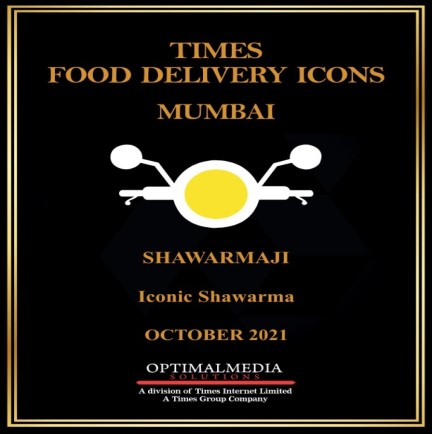 TIMES
FOOD DELIVERY ICONS
MUMBAI
SHAWARMAJI
Iconic Shawarma
OCTOBER 2021
OPTIMALMEDIA
SOLUTIONS
A division of Times Internet Limited
A Times Group Company